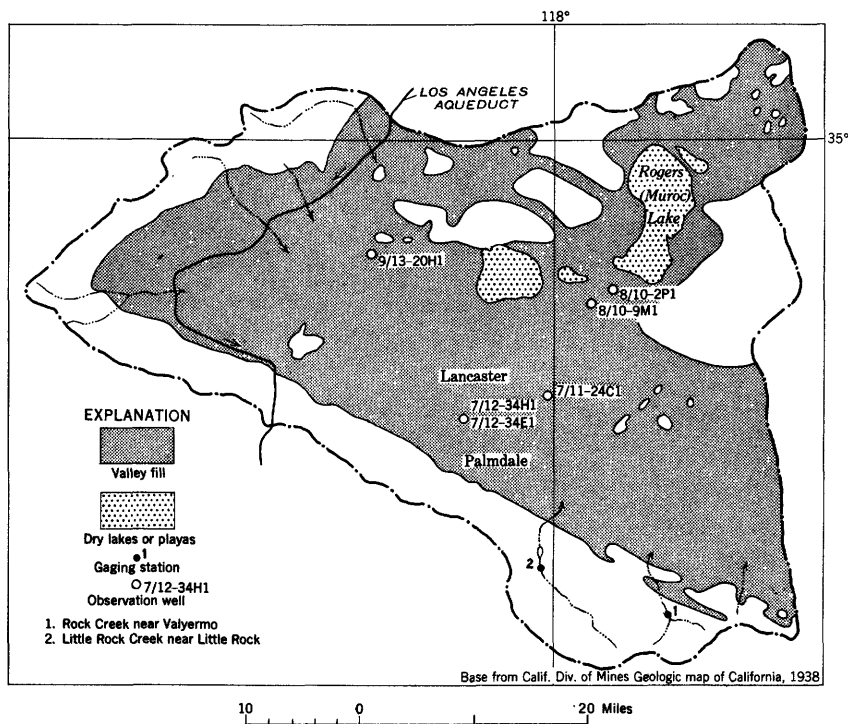 118°
LOS ANGELES
AQUEDUCT
35°
Rogers
(Muroc)
Lake
9/13-20H1
8/10-2P1
8/10-9M1
Lancaster
7/11-24C1
7/12-34H1
7/12-34E1
Palmdale
EXPLANATION
Valley fill
Dry lakes or playas
1
Gaging station
7/12-34H1
Observation well
1. Rock Creek near Valyermo
2. Little Rock Creek near Little Rock
2
1
Base from Calif. Div. of Mines Geologic map of California, 1938
10 0 20 Miles